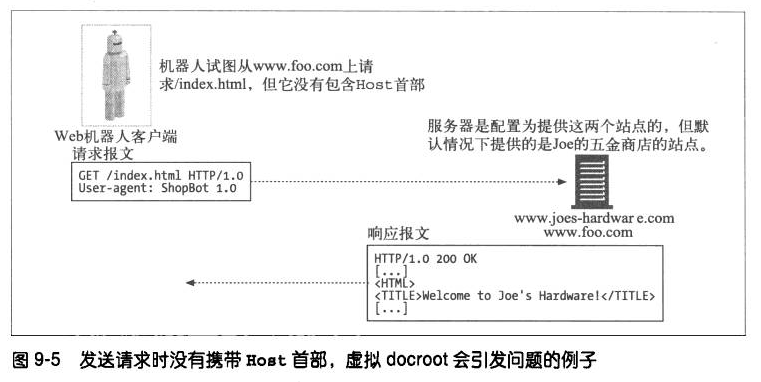 机器人试图从www.foo.com上请
求/index.html，但它没有包含Host首部
Web机器人客户端
请求报文
GET /index.html HTTP/1.0
User-agent: ShopBot 1.0
服务器是配置为提供这两个站点的，但默
认情况下提供的是Joe的五金商店的站点。
www.joes-hardware.com
www.foo.com
响应报文
HTTP/1.0 200 OK
[...]
<HTML>
<TITLE>Welcome to Joe's Hardware!</TITLE>
[...]
图 9-5 发送请求时没有携带 Host 首部，虚拟 docroot 会引发问题的例子